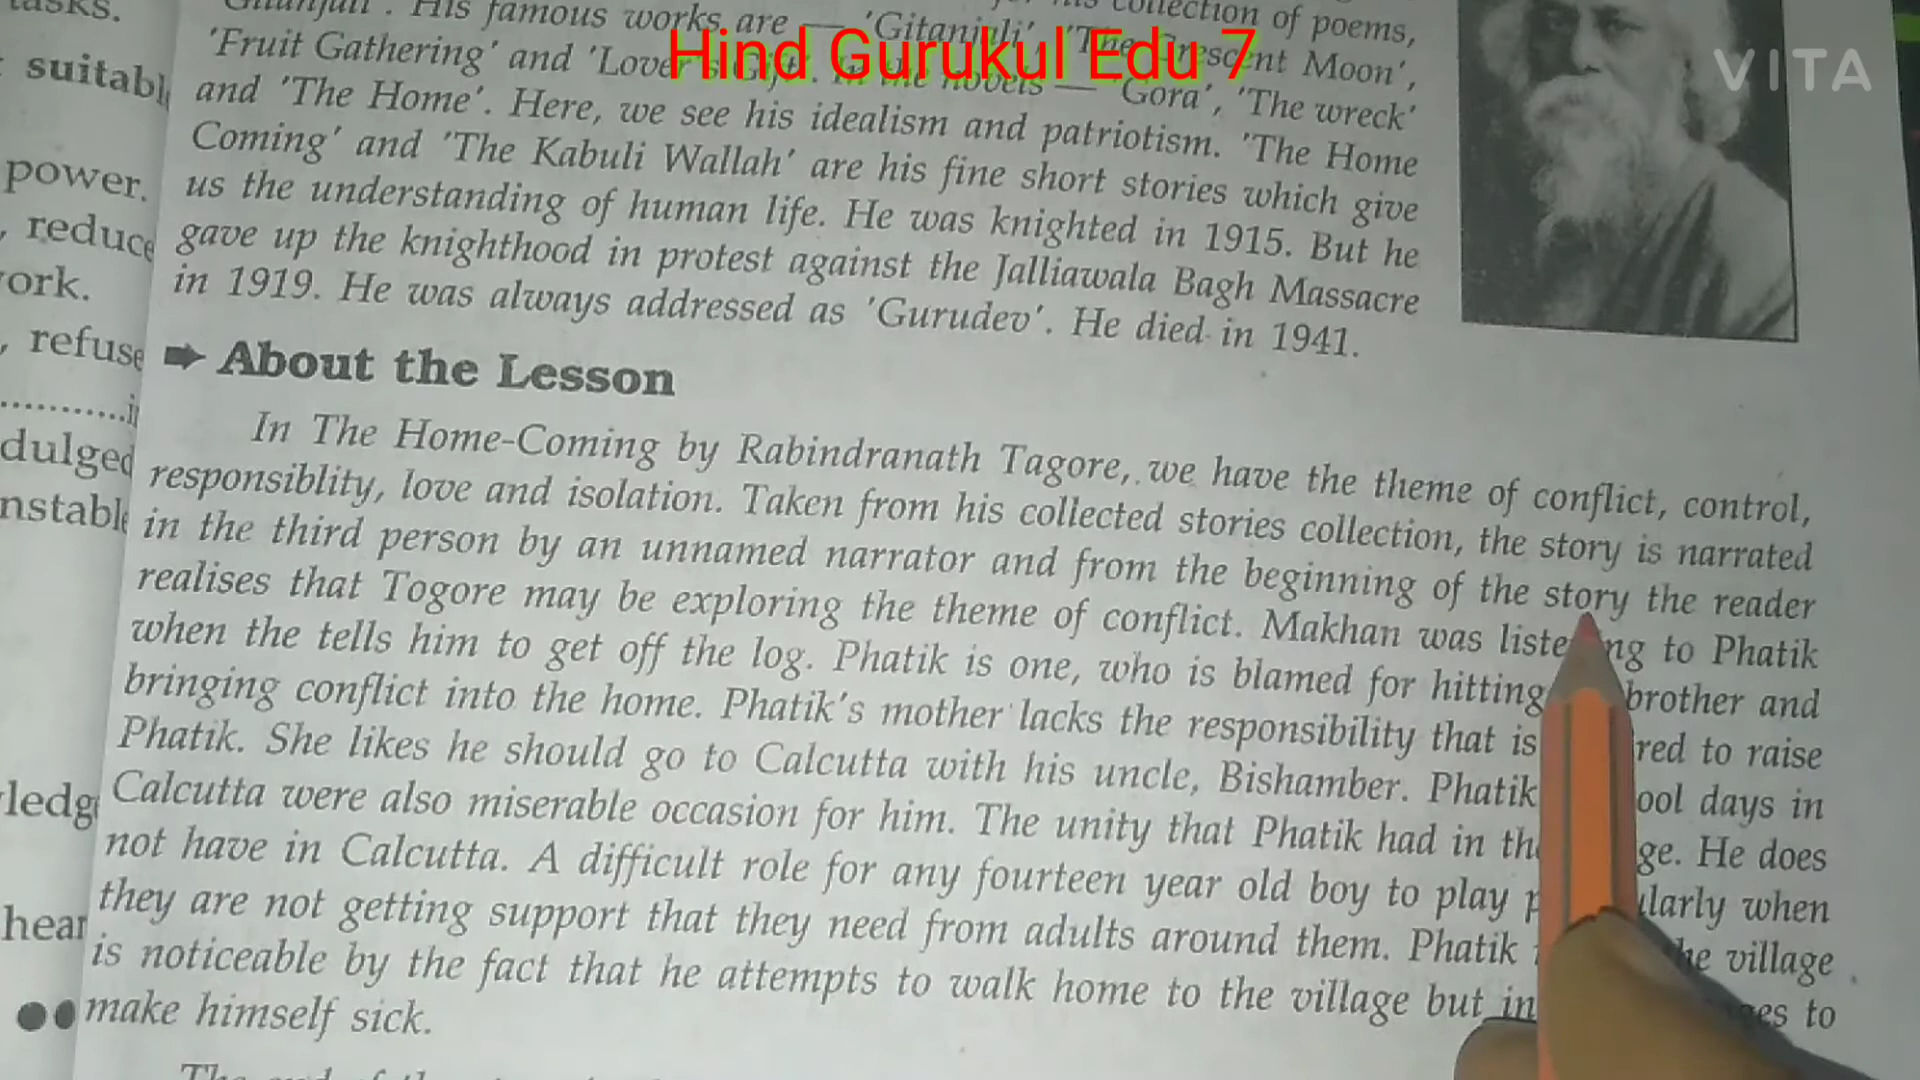 tasks.
suitabl
power.
, reduce
ork.
, refuse
............i
dulged
nstable
hear
Hind Gurukul Edu 7
VITA
collection of poems,
'Gitanjuli'. His famous works are — 'Gitanjuli', 'The Crescent Moon',
'Fruit Gathering' and 'Lover's Gift'. In the novels — 'Gora', 'The wreck'
and 'The Home'. Here, we see his idealism and patriotism. 'The Home
Coming' and 'The Kabuli Wallah' are his fine short stories which give
us the understanding of human life. He was knighted in 1915. But he
gave up the knighthood in protest against the Jalliawala Bagh Massacre
in 1919. He was always addressed as 'Gurudev'. He died in 1941.
About the Lesson
In The Home-Coming by Rabindranath Tagore, we have the theme of conflict, control,
responsiblity, love and isolation. Taken from his collected stories collection, the story is narrated
in the third person by an unnamed narrator and from the beginning of the story the reader
realises that Togore may be exploring the theme of conflict. Makhan was liste ng to Phatik
when the tells him to get off the log. Phatik is one, who is blamed for hitting brother and
bringing conflict into the home. Phatik's mother lacks the responsibility that is red to raise
Phatik. She likes he should go to Calcutta with his uncle, Bishamber. Phatik ool days in
Calcutta were also miserable occasion for him. The unity that Phatik had in th ge. He does
not have in Calcutta. A difficult role for any fourteen year old boy to play p ularly when
they are not getting support that they need from adults around them. Phatik he village
is noticeable by the fact that he attempts to walk home to the village but in ges to
make himself sick.